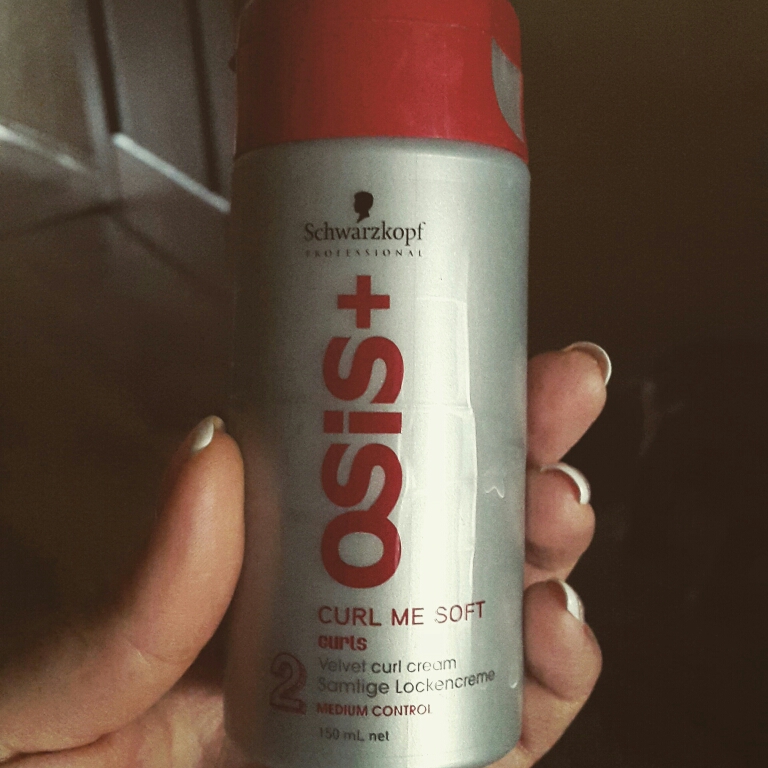 Schwarzkopf
PROFESSIONAL
OSiS+
CURL ME SOFT
curls
2
Velvet curl cream
Samtige Lockencreme
MEDIUM CONTROL
150 mL net